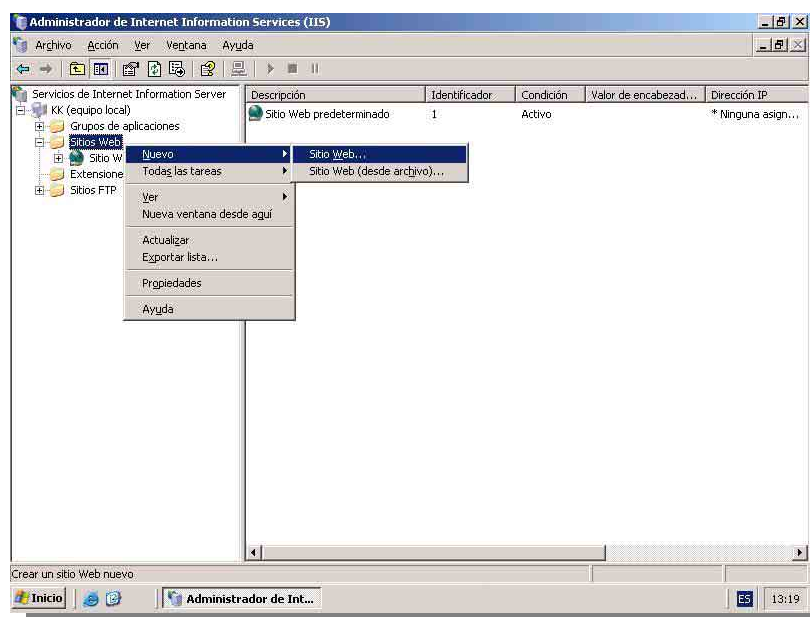 Administrador de Internet Information Services (IIS)
Archivo Acción Ver Ventana Ayuda
Servicios de Internet Information Server
KK (equipo local)
Grupos de aplicaciones
Sitios Web
Sitio W
Extensione
Sitios FTP
Descripción Identificador Condición Valor de encabezad... Dirección IP
Sitio Web predeterminado 1 Activo * Ninguna asign...
Nuevo
Todas las tareas
Ver
Nueva ventana desde aquí
Actualizar
Exportar lista...
Propiedades
Ayuda
Sitio Web...
Sitio Web (desde archivo)...
Crear un sitio Web nuevo
Inicio
Administrador de Int...
ES
13:19